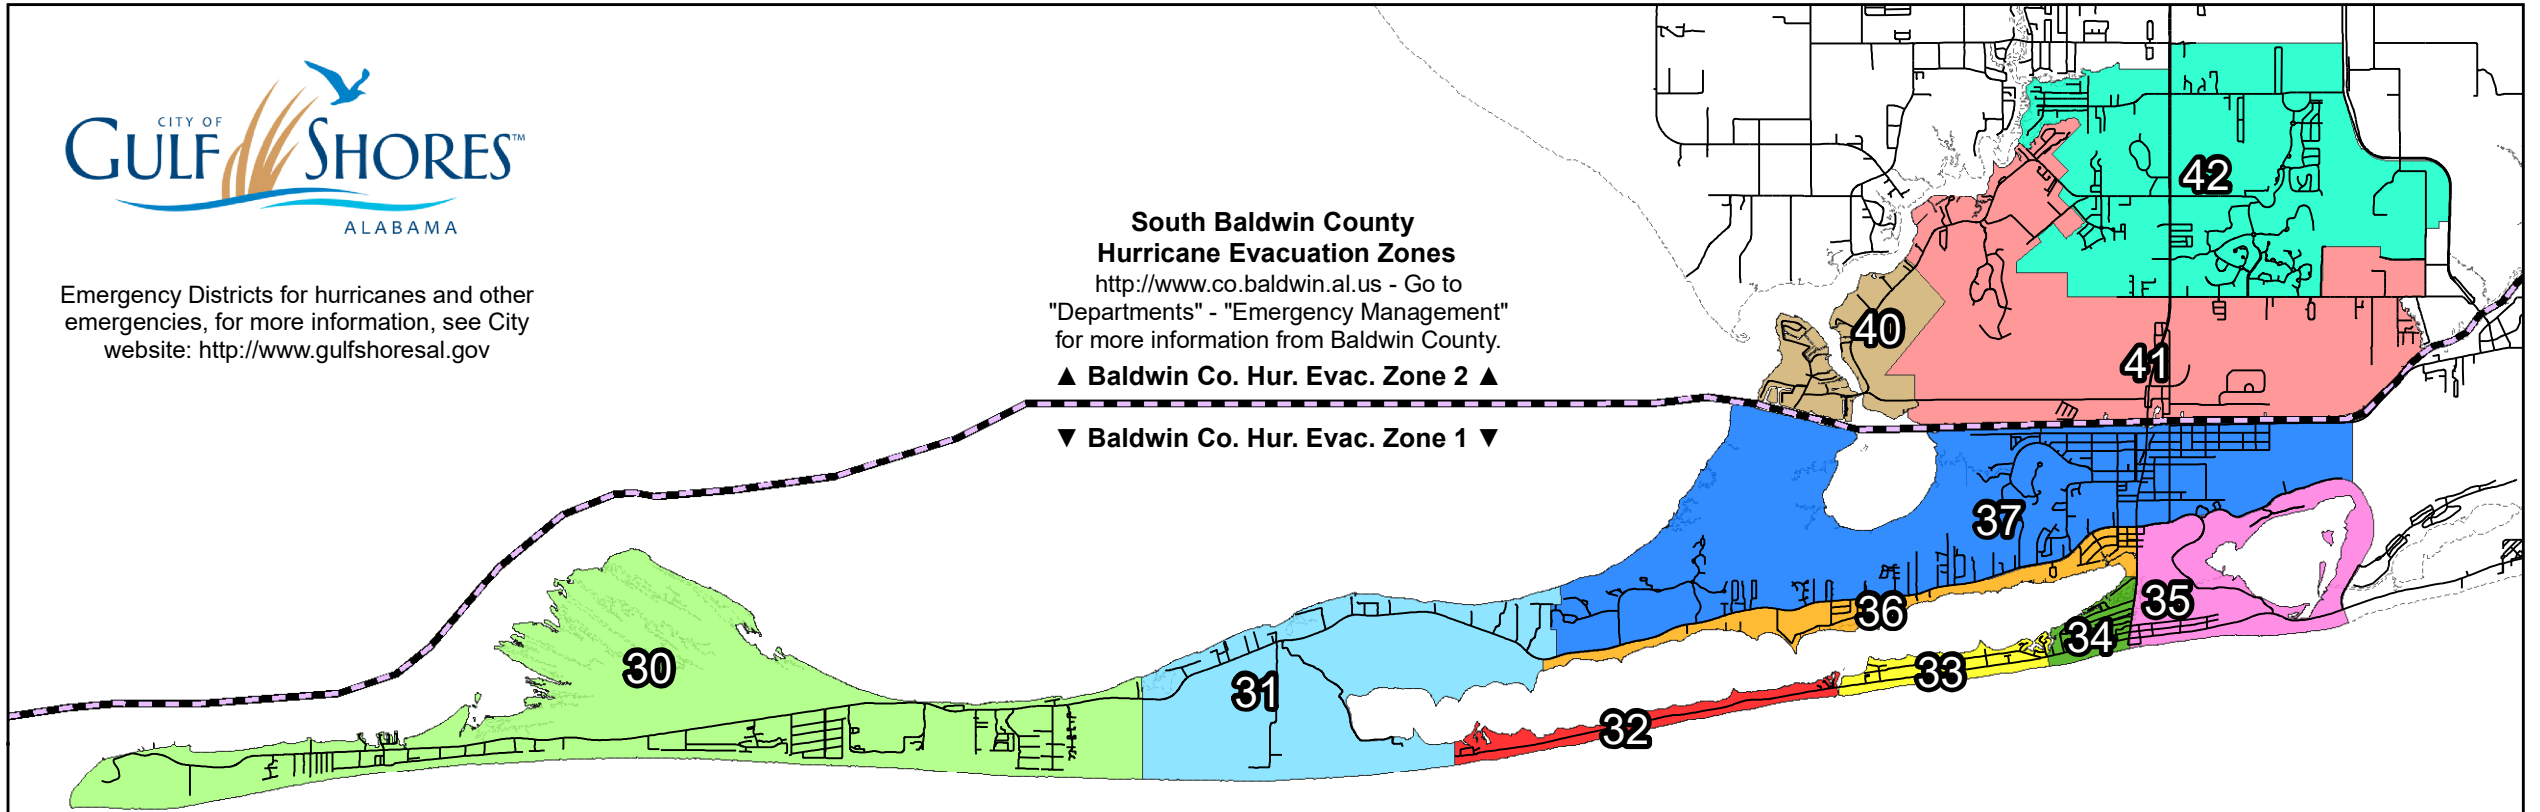 CITY OF
GULF SHORES™
ALABAMA
Emergency Districts for hurricanes and other
emergencies, for more information, see City
website: http://www.gulfshoresal.gov
South Baldwin County
Hurricane Evacuation Zones
http://www.co.baldwin.al.us - Go to
"Departments" - "Emergency Management"
for more information from Baldwin County.
▲ Baldwin Co. Hur. Evac. Zone 2 ▲
▼ Baldwin Co. Hur. Evac. Zone 1 ▼
42
40
41
37
35
36
34
30
33
31
32